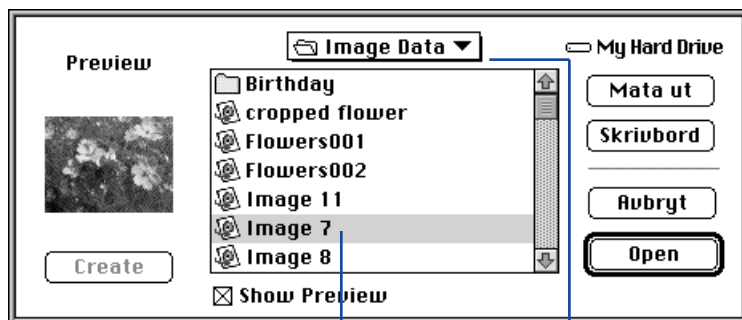 Preview
Create
Image Data
Birthday
cropped flower
Flowers001
Flowers002
Image 11
Image 7
Image 8
Show Preview
My Hard Drive
Mata ut
Skrivbord
Avbryt
Open